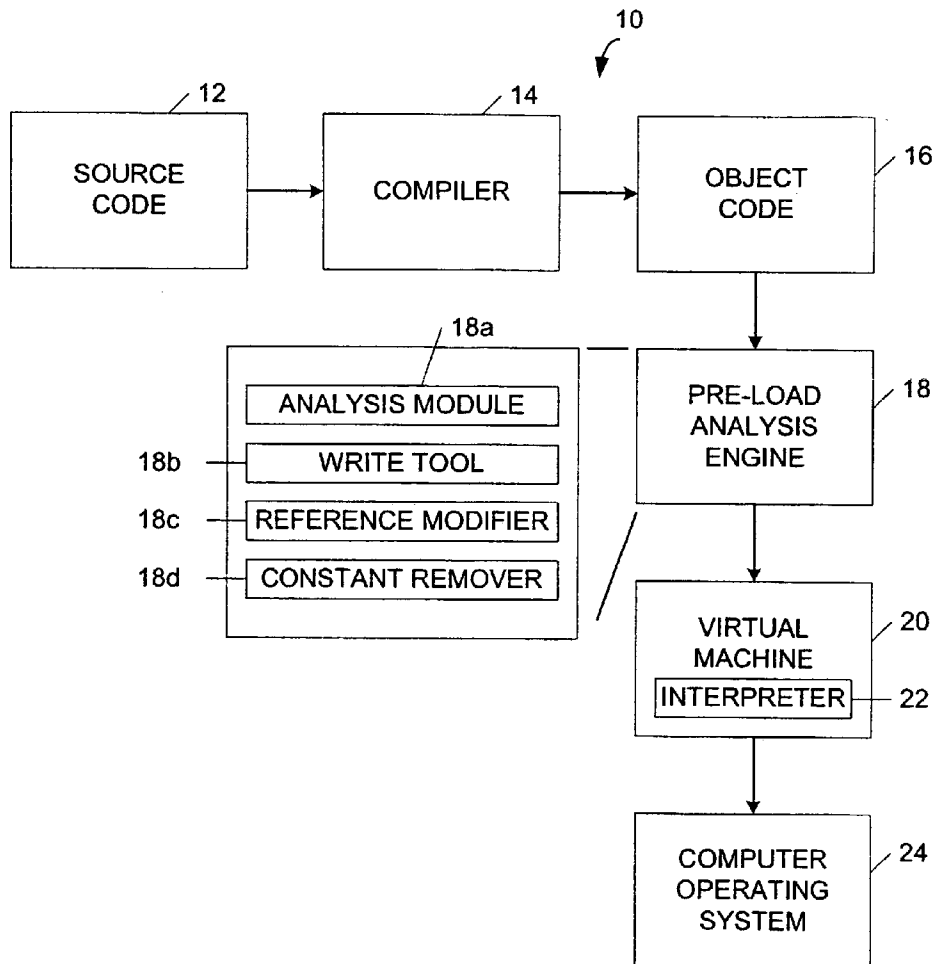 10
12
SOURCE
CODE
14
COMPILER
16
OBJECT
CODE
18a
ANALYSIS MODULE
18b
WRITE TOOL
18c
REFERENCE MODIFIER
18d
CONSTANT REMOVER
18
PRE-LOAD
ANALYSIS
ENGINE
20
VIRTUAL
MACHINE
INTERPRETER
22
24
COMPUTER
OPERATING
SYSTEM